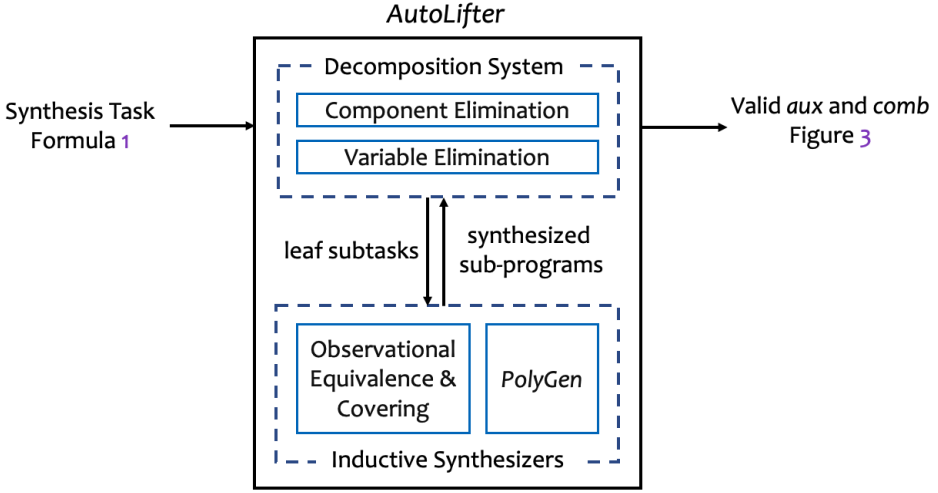 AutoLifter
Decomposition System
Component Elimination
Variable Elimination
Synthesis Task
Formula 1
Valid aux and comb
Figure 3
leaf subtasks
synthesized
sub-programs
Observational
Equivalence &
Covering
PolyGen
Inductive Synthesizers